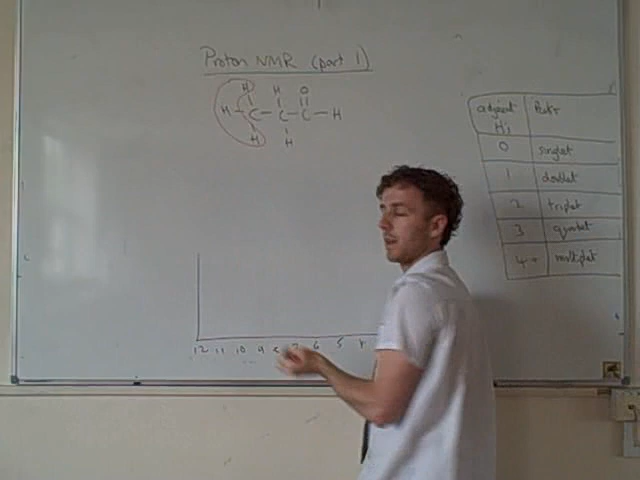 Proton NMR (part 1)
H H O
H - C - C - C - H
H H
adjacent H's Peak
0 singlet
1 doublet
2 triplet
3 quartet
4+ multiplet
12 11 10 9 8 7 6 5 4